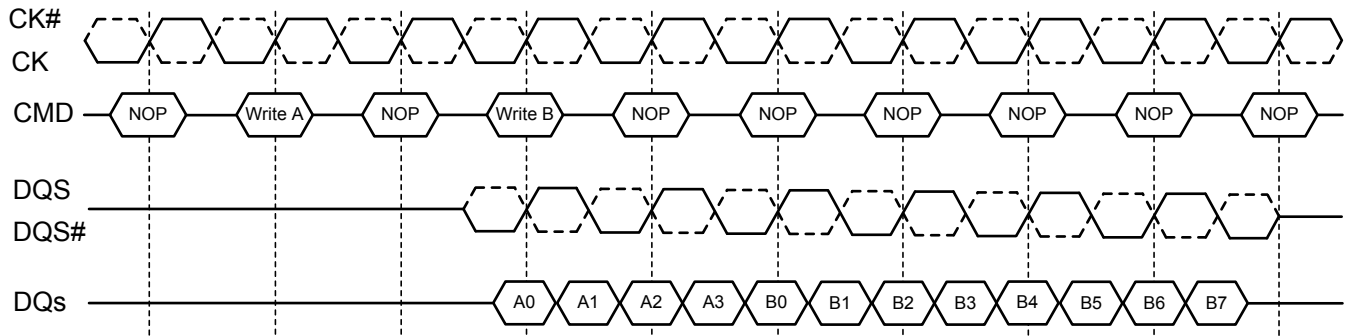 CK#
CK
CMD NOP Write A NOP Write B NOP NOP NOP NOP NOP NOP
DQS
DQS#
DQs A0 A1 A2 A3 B0 B1 B2 B3 B4 B5 B6 B7